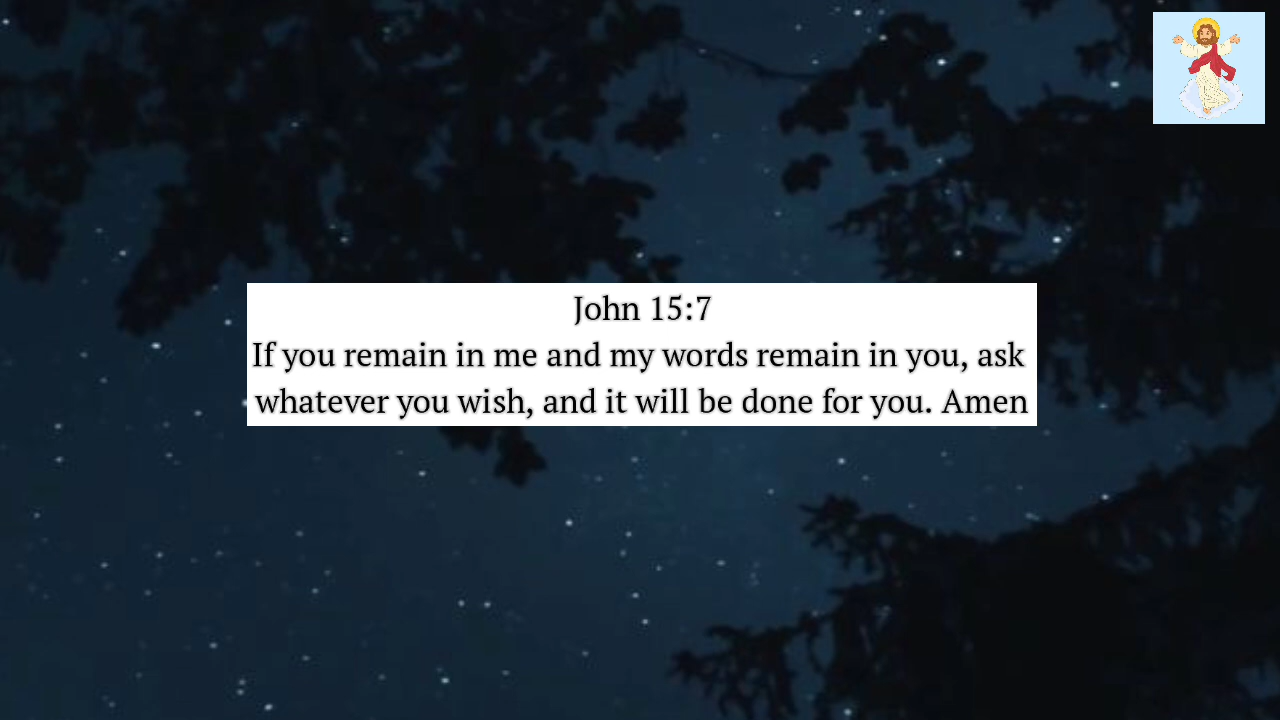 John 15:7
If you remain in me and my words remain in you, ask
whatever you wish, and it will be done for you. Amen